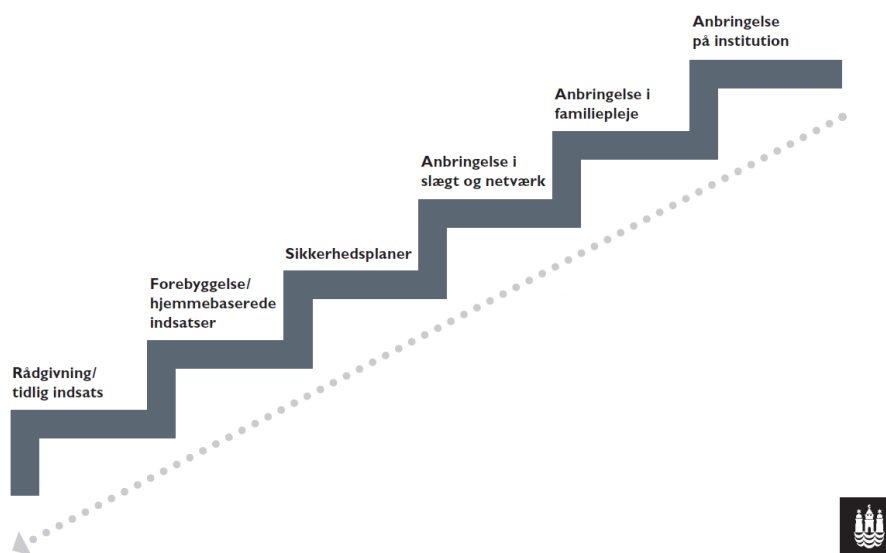 Anbringelse
på institution
Anbringelse i
familiepleje
Anbringelse i
slægt og netværk
Sikkerhedsplaner
Forebyggelse/
hjemmebaserede
indsatser
Rådgivning/
tidlig indsats